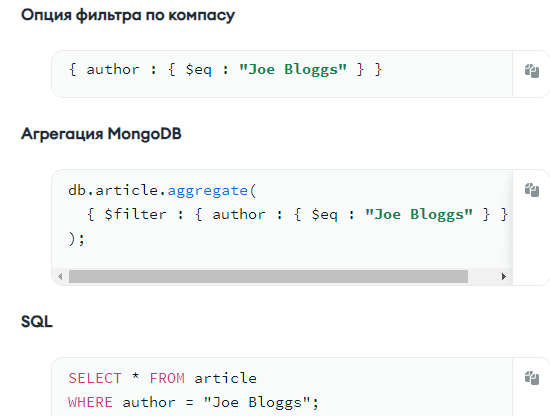 Опция фильтра по компасу
{ author : { $eq : "Joe Bloggs" } }
Агрегация MongoDB
db.article.aggregate(
{ $filter : { author : { $eq : "Joe Bloggs" } }
);
SQL
SELECT * FROM article
WHERE author = "Joe Bloggs";